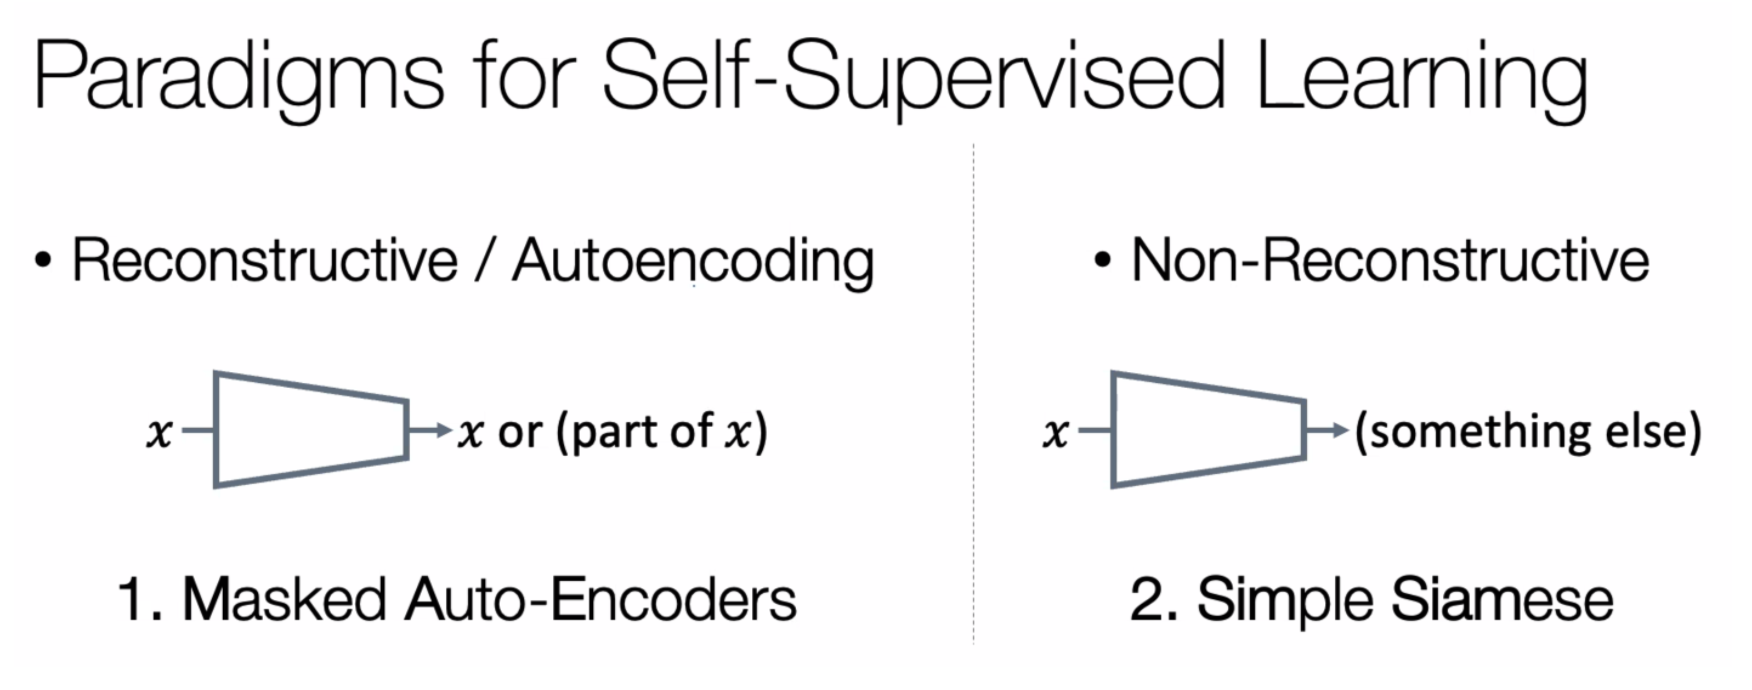 Paradigms for Self-Supervised Learning
• Reconstructive / Autoencoding
x
x or (part of x)
1. Masked Auto-Encoders
• Non-Reconstructive
x
(something else)
2. Simple Siamese